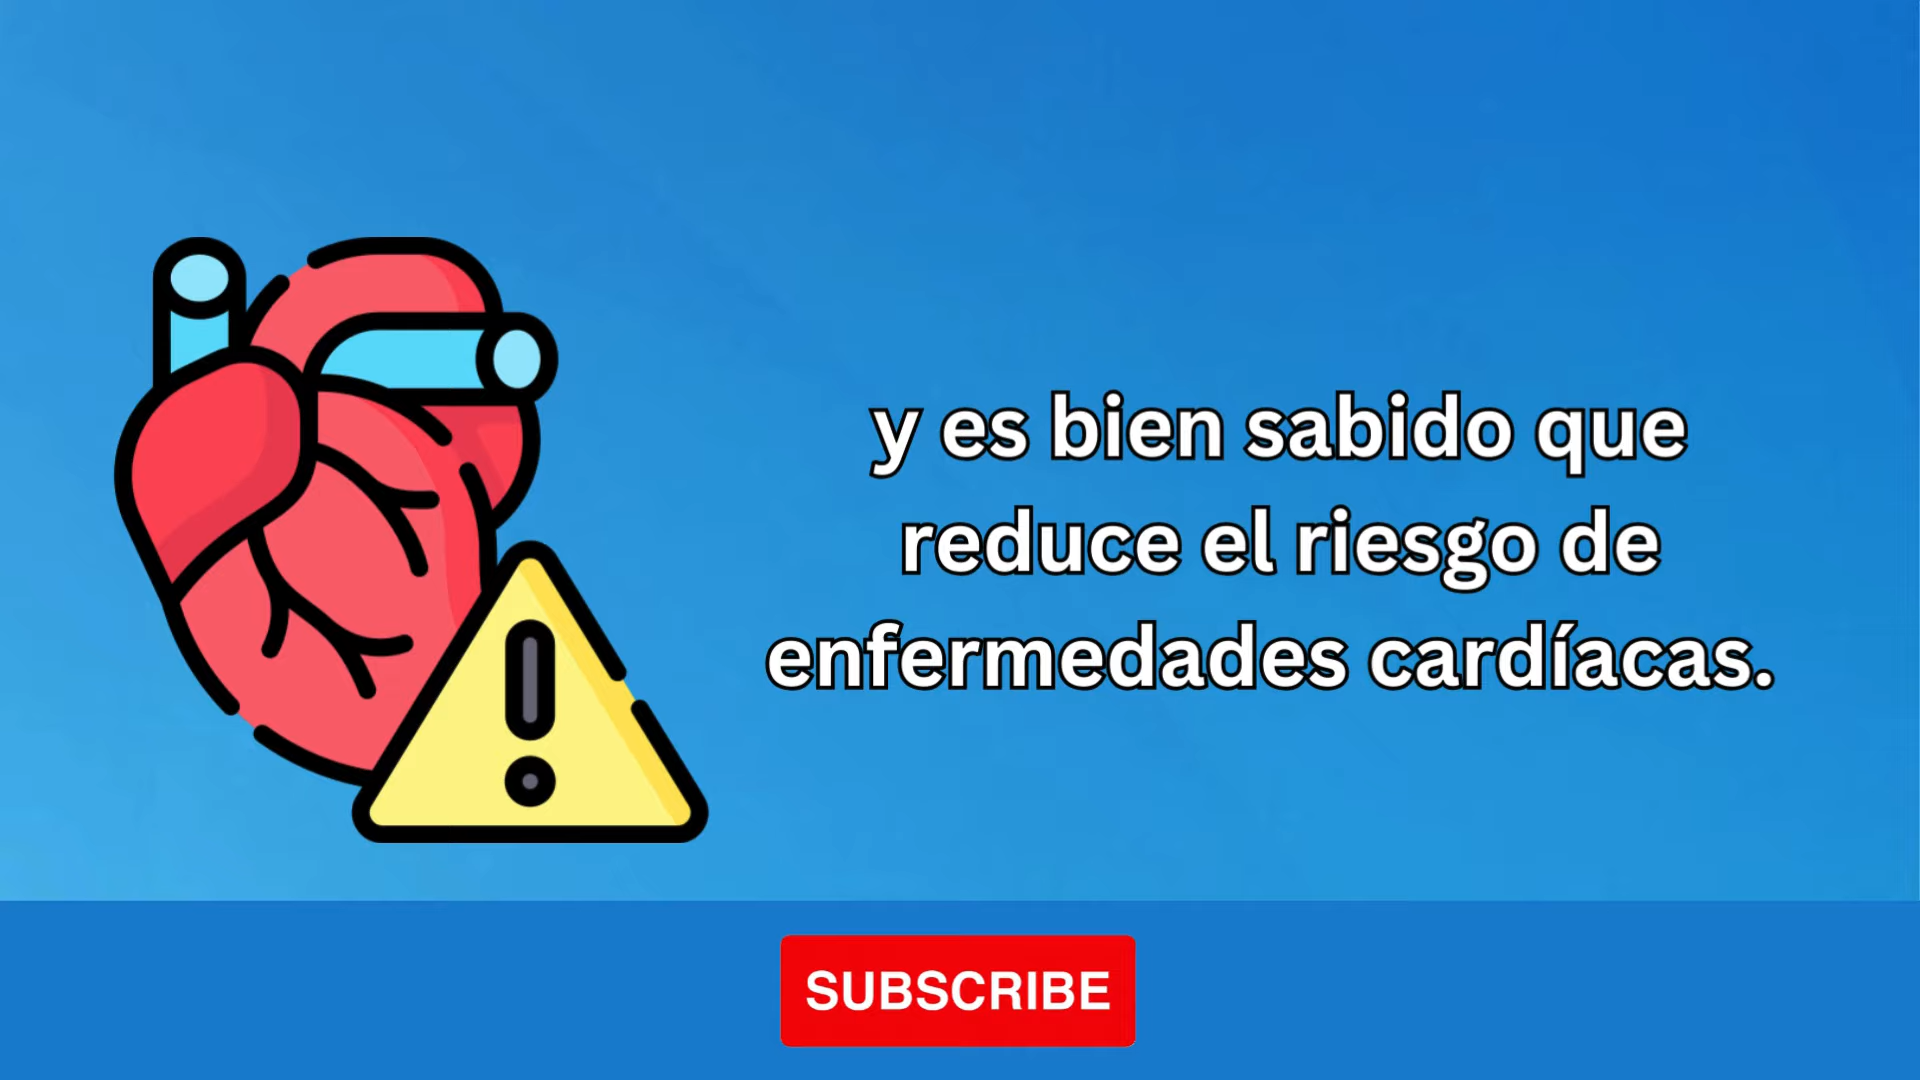 y es bien sabido que
reduce el riesgo de
enfermedades cardíacas.
SUBSCRIBE